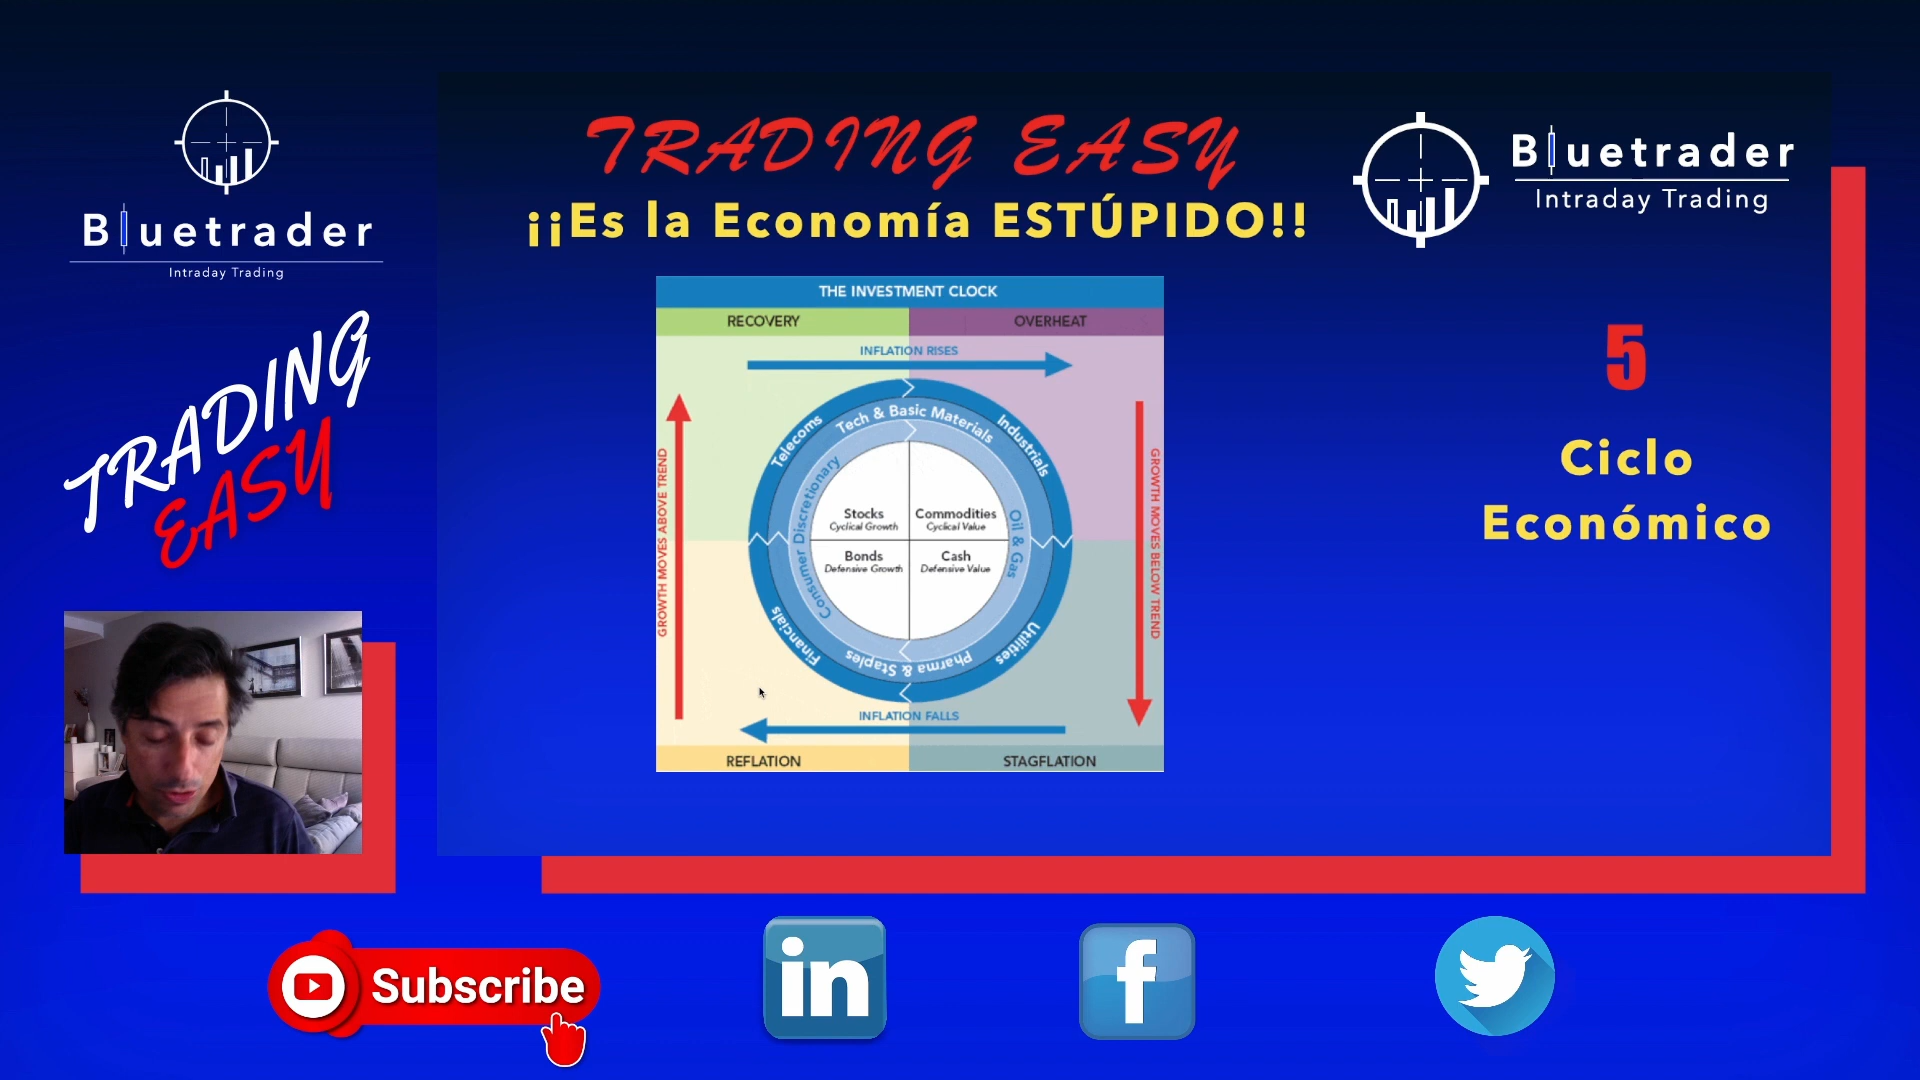 Bluetrader
Intraday Trading
TRADING
EASY
TRADING EASY
¡¡Es la Economía ESTÚPIDO!!
Bluetrader
Intraday Trading
THE INVESTMENT CLOCK
RECOVERY
OVERHEAT
INFLATION RISES
GROWTH MOVES ABOVE TREND
GROWTH MOVES BELOW TREND
Telecoms
Tech & Basic Materials
Industrials
Consumer Discretionary
Oil & Gas
Stocks
Cyclical Growth
Commodities
Cyclical Value
Bonds
Defensive Growth
Cash
Defensive Value
Financials
Pharma & Staples
Utilities
INFLATION FALLS
REFLATION
STAGFLATION
5
Ciclo
Económico
Subscribe
in
f